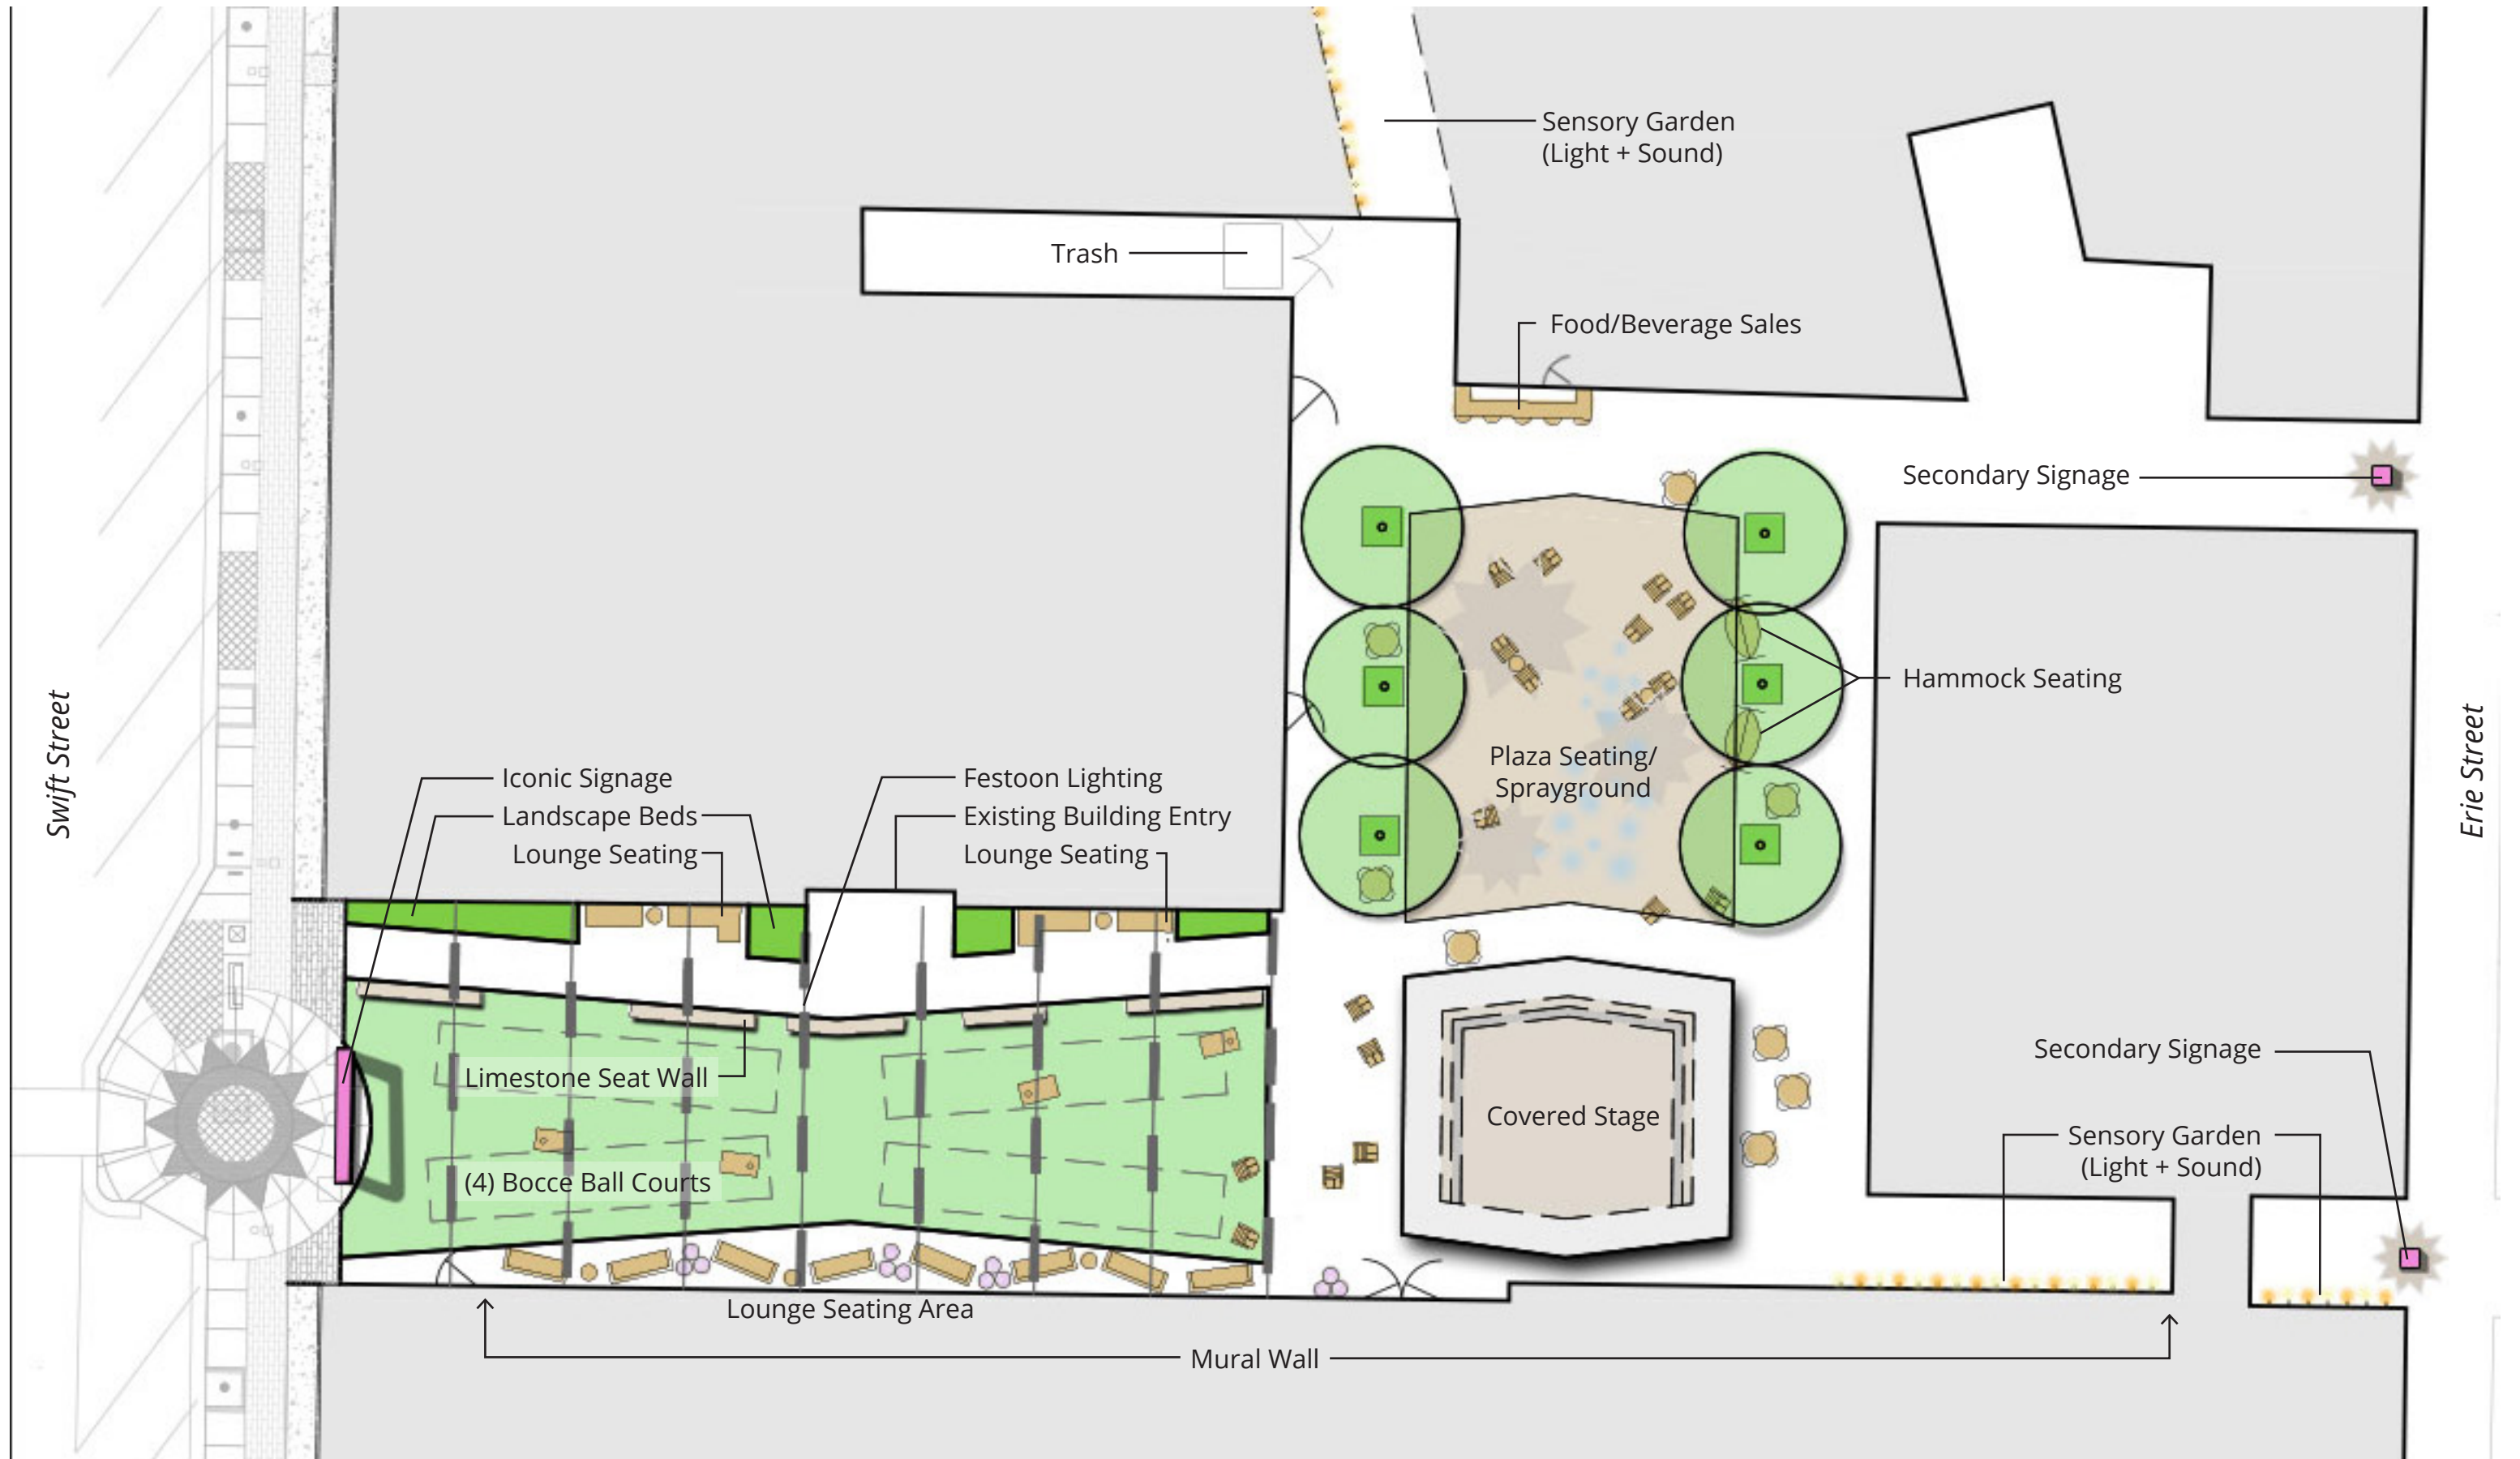 Sensory Garden
(Light + Sound)
Trash
Food/Beverage Sales
Secondary Signage
Hammock Seating
Swift Street
Erie Street
Plaza Seating/
Sprayground
Iconic Signage
Landscape Beds
Lounge Seating
Festoon Lighting
Existing Building Entry
Lounge Seating
Limestone Seat Wall
(4) Bocce Ball Courts
Covered Stage
Secondary Signage
Sensory Garden
(Light + Sound)
Lounge Seating Area
Mural Wall